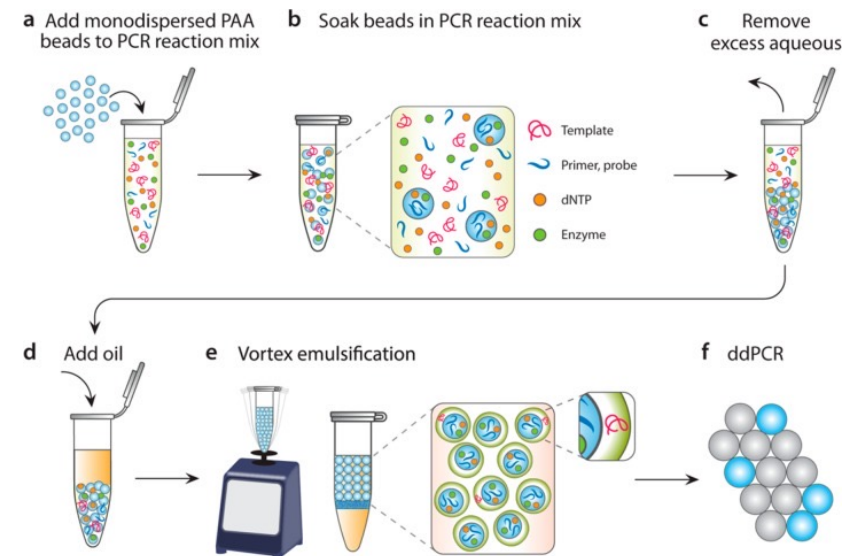 a Add monodispersed PAA
beads to PCR reaction mix
b Soak beads in PCR reaction mix
c Remove
excess aqueous
Template
Primer, probe
dNTP
Enzyme
d Add oil
e Vortex emulsification
f ddPCR